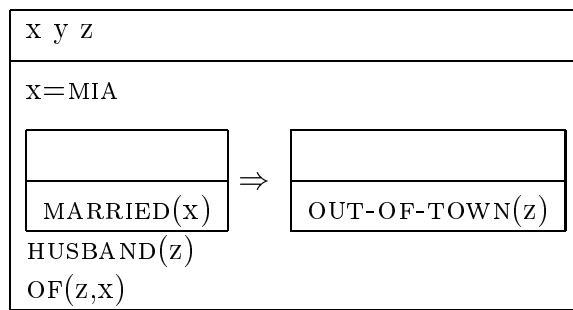 x y z
x=MIA
MARRIED(x) ⇒ OUT-OF-TOWN(z)
HUSBAND(z)
OF(z,x)